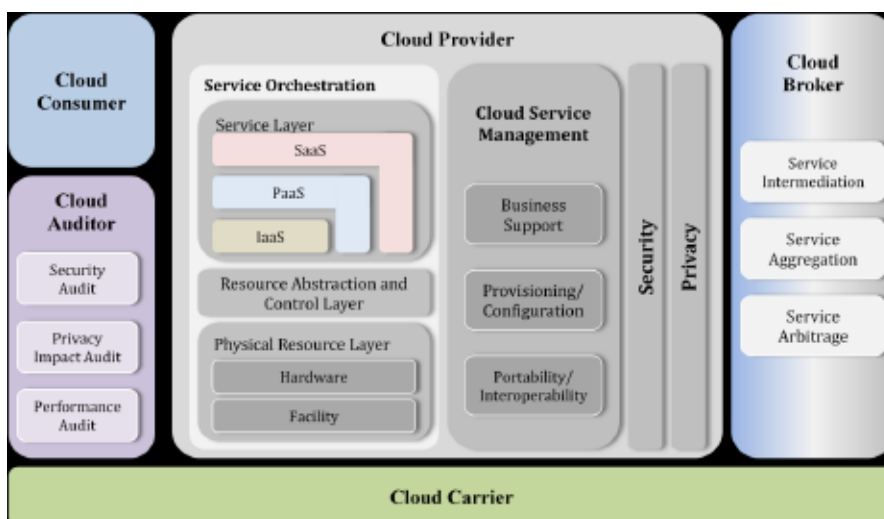 Cloud
Consumer
Cloud
Auditor
Security
Audit
Privacy
Impact Audit
Performance
Audit
Cloud Provider
Service Orchestration
Service Layer
SaaS
PaaS
IaaS
Resource Abstraction and
Control Layer
Physical Resource Layer
Hardware
Facility
Cloud Service
Management
Business
Support
Provisioning/
Configuration
Portability/
Interoperability
Security
Privacy
Cloud
Broker
Service
Intermediation
Service
Aggregation
Service
Arbitrage
Cloud Carrier